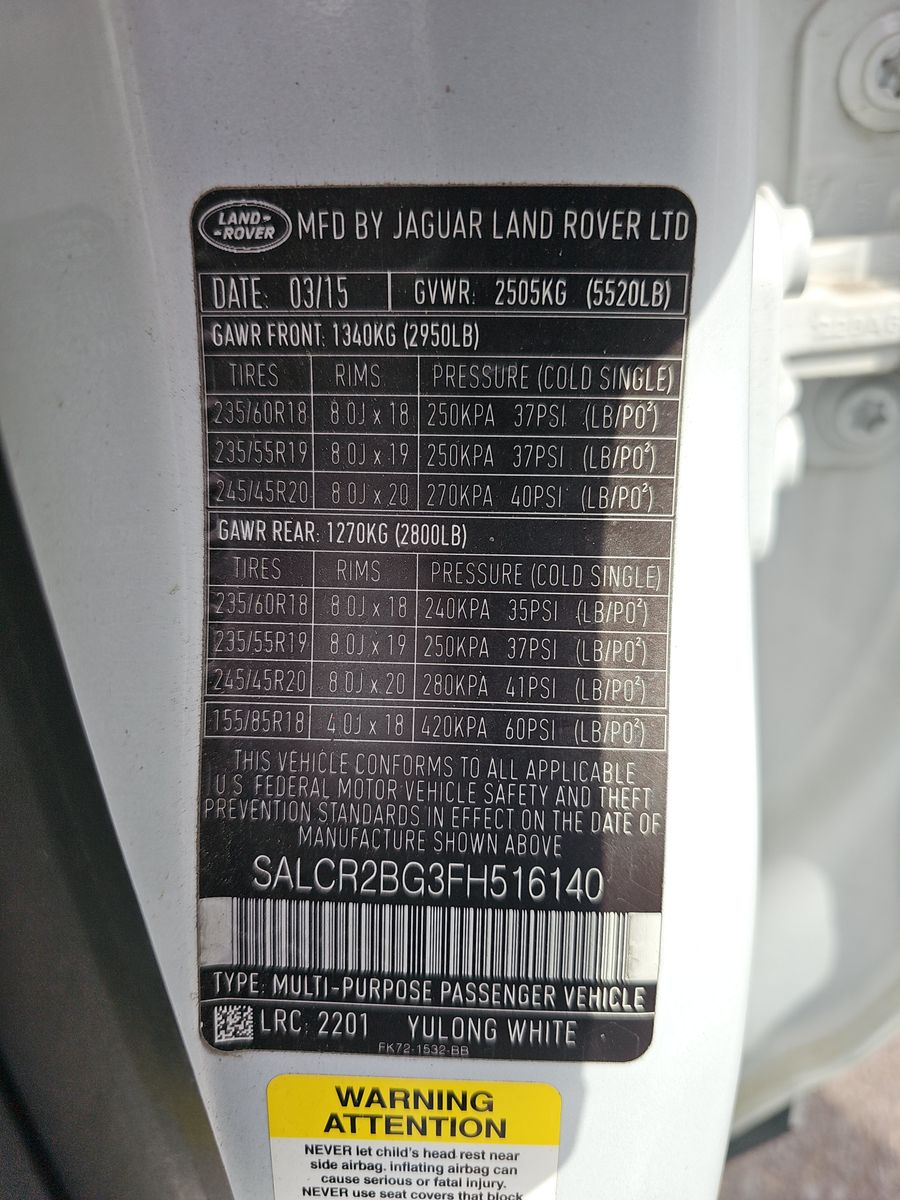 LAND-
-ROVER
MFD BY JAGUAR LAND ROVER LTD
DATE: 03/15 GVWR: 2505KG (5520LB)
GAWR FRONT: 1340KG (2950LB)
TIRES RIMS PRESSURE (COLD SINGLE)
235/60R18 8.0J x 18 250KPA 37PSI (LB/PO²)
235/55R19 8.0J x 19 250KPA 37PSI (LB/PO²)
245/45R20 8.0J x 20 270KPA 40PSI (LB/PO²)
GAWR REAR: 1270KG (2800LB)
TIRES RIMS PRESSURE (COLD SINGLE)
235/60R18 8.0J x 18 240KPA 35PSI (LB/PO²)
235/55R19 8.0J x 19 250KPA 37PSI (LB/PO²)
245/45R20 8.0J x 20 280KPA 41PSI (LB/PO²)
155/85R18 4.0J x 18 420KPA 60PSI (LB/PO²)
THIS VEHICLE CONFORMS TO ALL APPLICABLE
U.S. FEDERAL MOTOR VEHICLE SAFETY AND THEFT
PREVENTION STANDARDS IN EFFECT ON THE DATE OF
MANUFACTURE SHOWN ABOVE
SALCR2BG3FH516140
TYPE: MULTI-PURPOSE PASSENGER VEHICLE
LRC: 2201 YULONG WHITE
FK72-1532-BB
WARNING
ATTENTION
NEVER let child's head rest near
side airbag. inflating airbag can
cause serious or fatal injury.
NEVER use seat covers that block